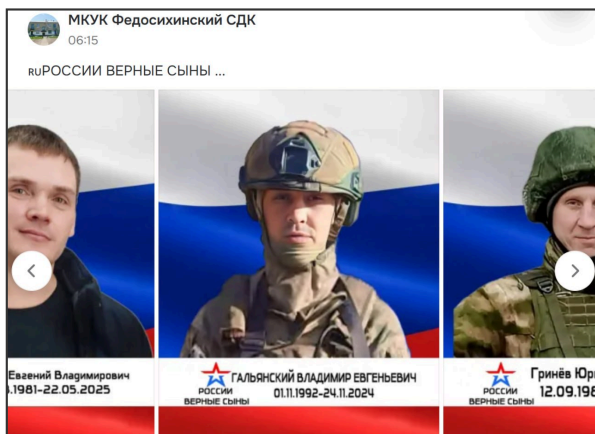 МКУК Федосихинский СДК
06:15
RUРОССИИ ВЕРНЫЕ СЫНЫ ...
Евгений Владимирович
.1981-22.05.2025
РОССИИ
ВЕРНЫЕ СЫНЫ
ГАЛЬЯНСКИЙ ВЛАДИМИР ЕВГЕНЬЕВИЧ
01.11.1992-24.11.2024
РОССИИ
ВЕРНЫЕ СЫНЫ
Гринёв Юр
12.09.198